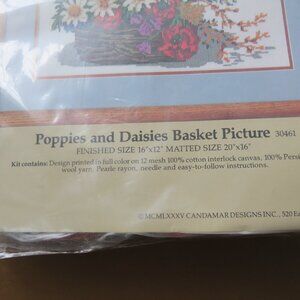 Poppies and Daisies Basket Picture 30461
FINISHED SIZE 16"x12" MATTED SIZE 20"x16"
Kit contains: Design printed in full color on 12 mesh 100% cotton interlock canvas, 100% Persi
wool yarn, Pearle rayon, needle and easy-to-follow instructions.
© MCMLXXXV CANDAMAR DESIGNS INC., 520 E